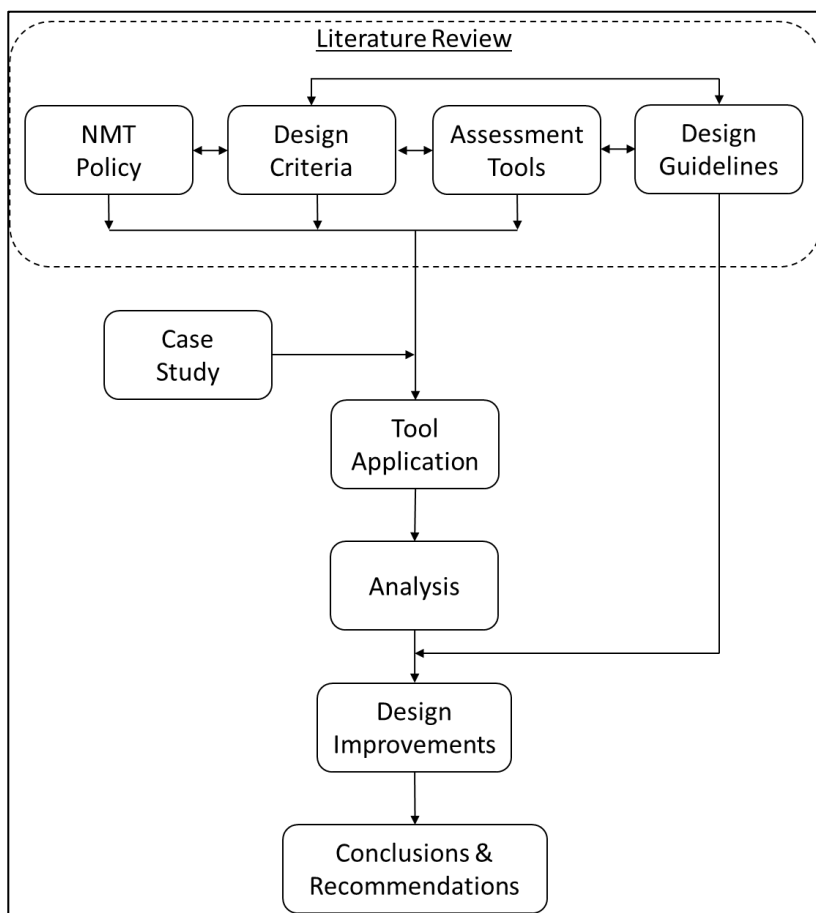 Literature Review
NMT
Policy
Design
Criteria
Assessment
Tools
Design
Guidelines
Case
Study
Tool
Application
Analysis
Design
Improvements
Conclusions &
Recommendations